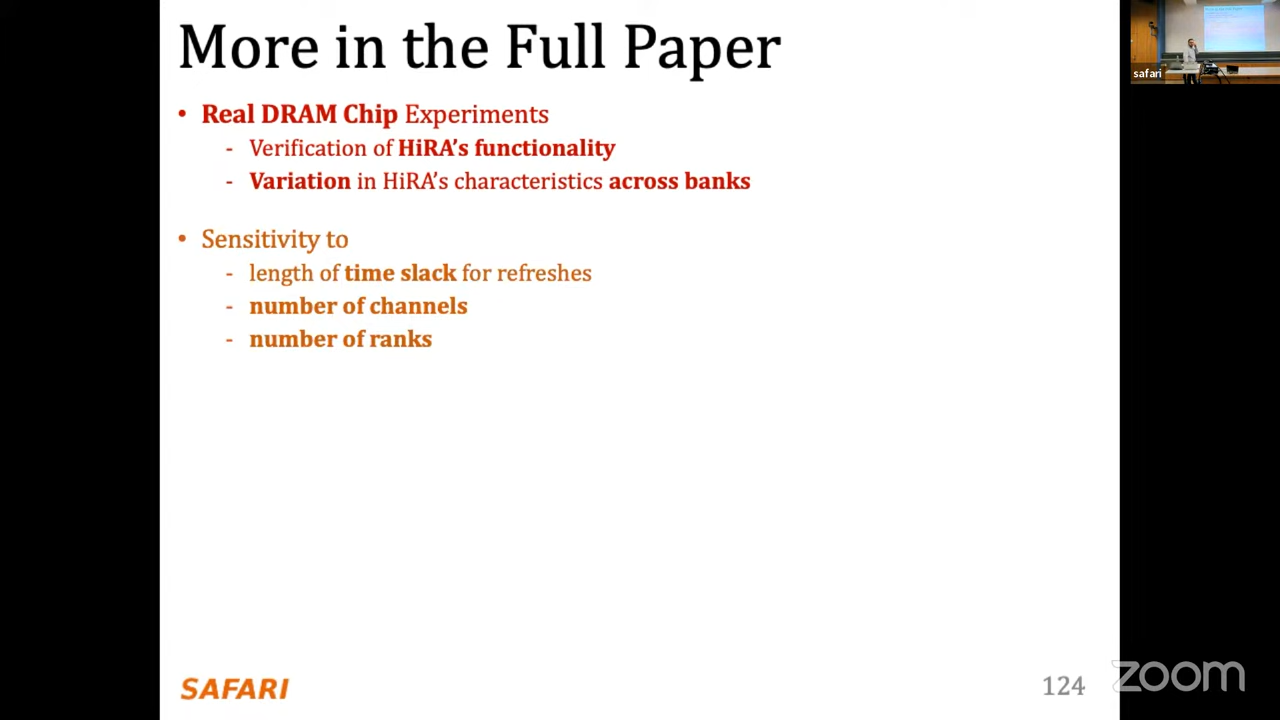 More in the Full Paper
• Real DRAM Chip Experiments
- Verification of HiRA's functionality
- Variation in HiRA's characteristics across banks
• Sensitivity to
- length of time slack for refreshes
- number of channels
- number of ranks
SAFARI
124
zoom
safari